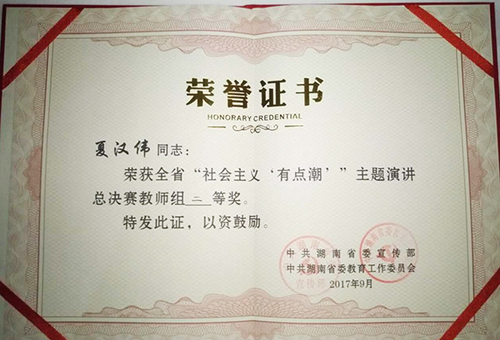 荣誉证书
HONORARY CREDENTIAL
夏汉伟 同志：
荣获全省“社会主义‘有点潮’”主题演讲
总决赛教师组 二 等奖。
特发此证，以资鼓励。
中共湖南省委宣传部
中共湖南省委教育工作委员会
2017年9月